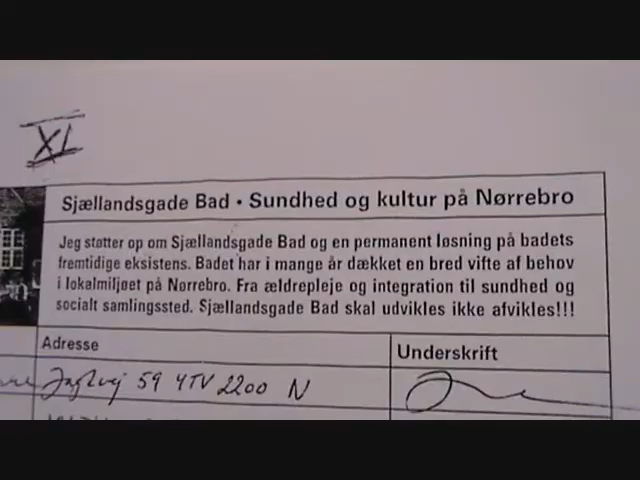 XL
Sjællandsgade Bad • Sundhed og kultur på Nørrebro
Jeg støtter op om Sjællandsgade Bad og en permanent løsning på badets
fremtidige eksistens. Badet har i mange år dækket en bred vifte af behov
i lokalmiljøet på Nørrebro. Fra ældrepleje og integration til sundhed og
socialt samlingssted. Sjællandsgade Bad skal udvikles ikke afvikles!!!
Adresse
Underskrift
Jagtvej 59 4TV 2200 N